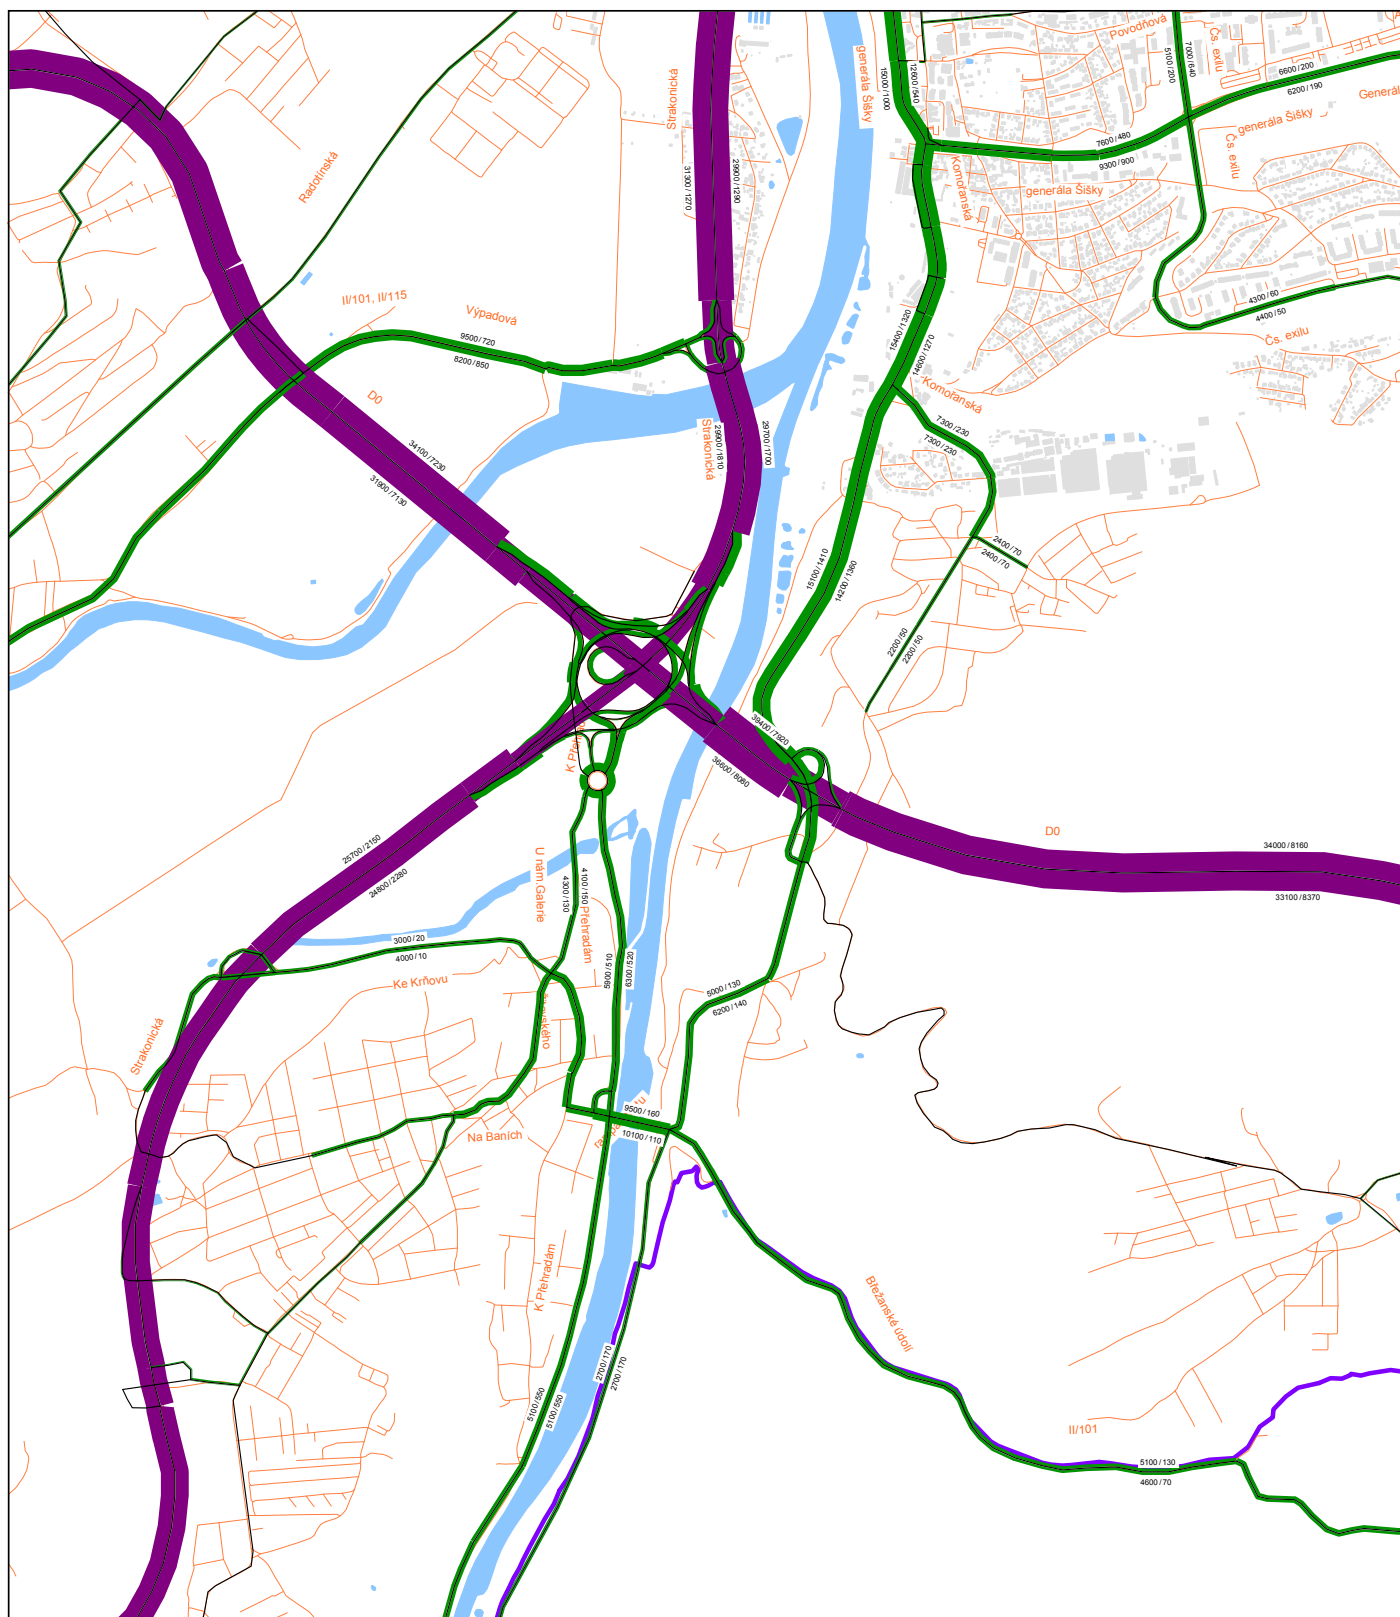 Povodňová
Čs. exilu
7000/640
5100/200
6600/200
6200/190
Generál
generála Šišky
generála Šišky
12600/540
15000/1000
Strakonická
7600/480
9300/900
Čs. exilu
generála Šišky
Komořanská
Radotínská
31300/1270
29900/1290
II/101, II/115
Výpadová
9500/720
8200/850
4300/60
4400/50
Čs. exilu
15400/1320
14600/1270
Komořanská
7300/230
7300/230
D0
34100/7230
31900/7130
Strakonická
29900/1810
29700/1700
2400/70
2400/70
15100/1410
14200/1360
2200/50
2200/50
39400/7920
36600/8080
D0
34000/8160
33100/8370
25700/2150
24800/2280
U nám.Galerie
4300/130
4100/150
Přehradám
3000/20
4000/10
Ke Krňovu
5900/510
6300/520
5000/130
6200/140
Strakonická
9500/160
10100/110
Na Baních
K Přehradám
Břežanské údolí
2700/170
2700/170
5100/550
5100/550
II/101
5100/130
4600/70